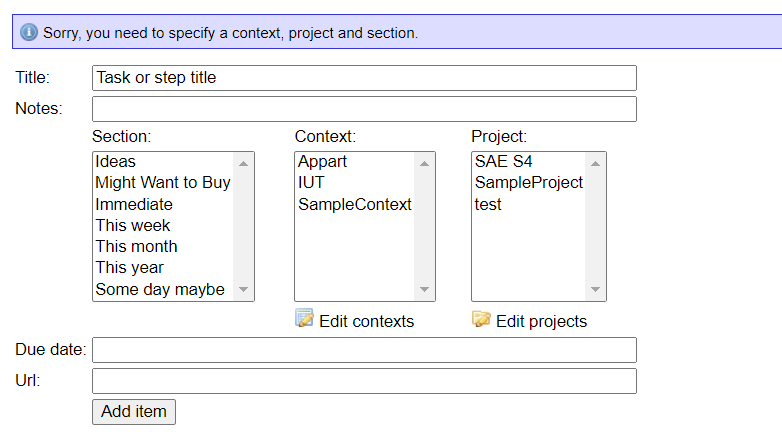 Sorry, you need to specify a context, project and section.
Title: Task or step title
Notes:
Section: Context: Project:
Ideas Appart SAE S4
Might Want to Buy IUT SampleProject
Immediate SampleContext test
This week
This month
This year
Some day maybe
Edit contexts Edit projects
Due date:
Url:
Add item